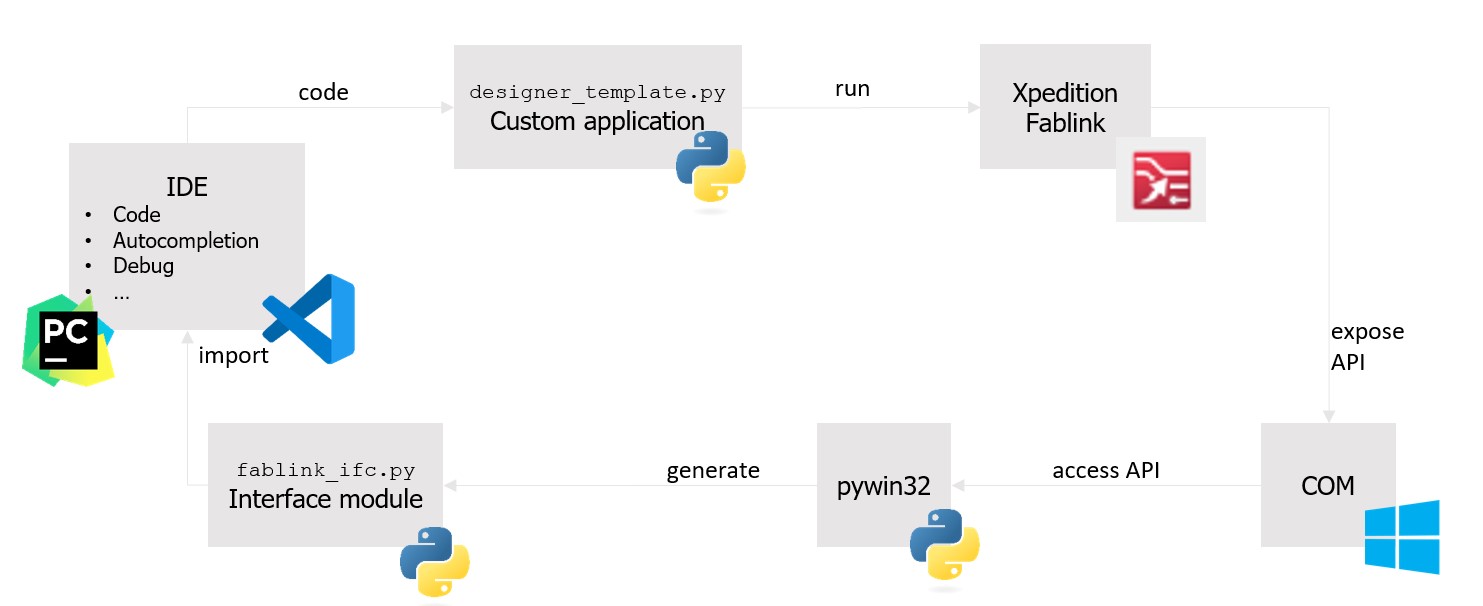 code
designer_template.py
Custom application
run
Xpedition
Fablink
IDE
• Code
• Autocompletion
• Debug
• ...
PC
import
expose
API
fablink_ifc.py
Interface module
generate
pywin32
access API
COM